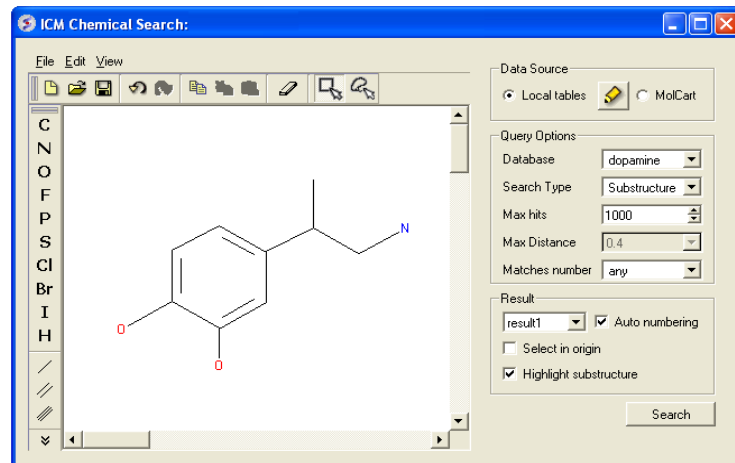 ICM Chemical Search:
File Edit View
Data Source
Local tables MolCart
C
N
O
F
P
S
Cl
Br
I
H
N
O
O
Query Options
Database dopamine
Search Type Substructure
Max hits 1000
Max Distance 0.4
Matches number any
Result
result1 Auto numbering
Select in origin
Highlight substructure
Search